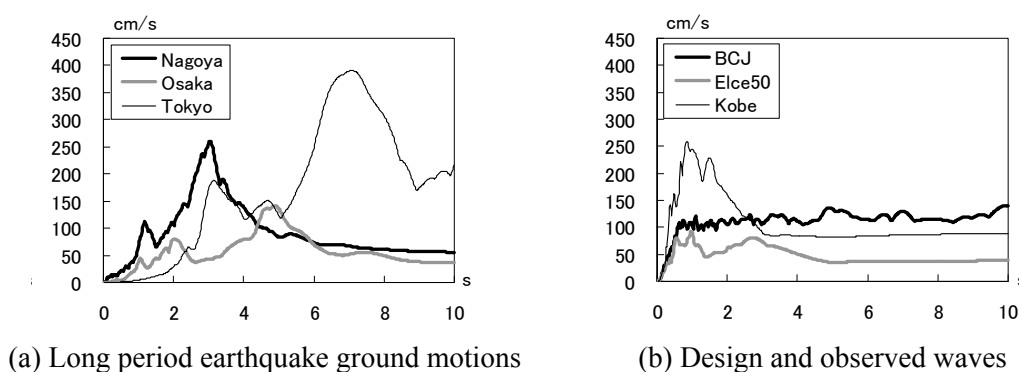 cm/s
450
400
350
300
250
200
150
100
50
0
Nagoya
Osaka
Tokyo
s
0 2 4 6 8 10
(a) Long period earthquake ground motions
cm/s
450
400
350
300
250
200
150
100
50
0
BCJ
Elce50
Kobe
s
0 2 4 6 8 10
(b) Design and observed waves